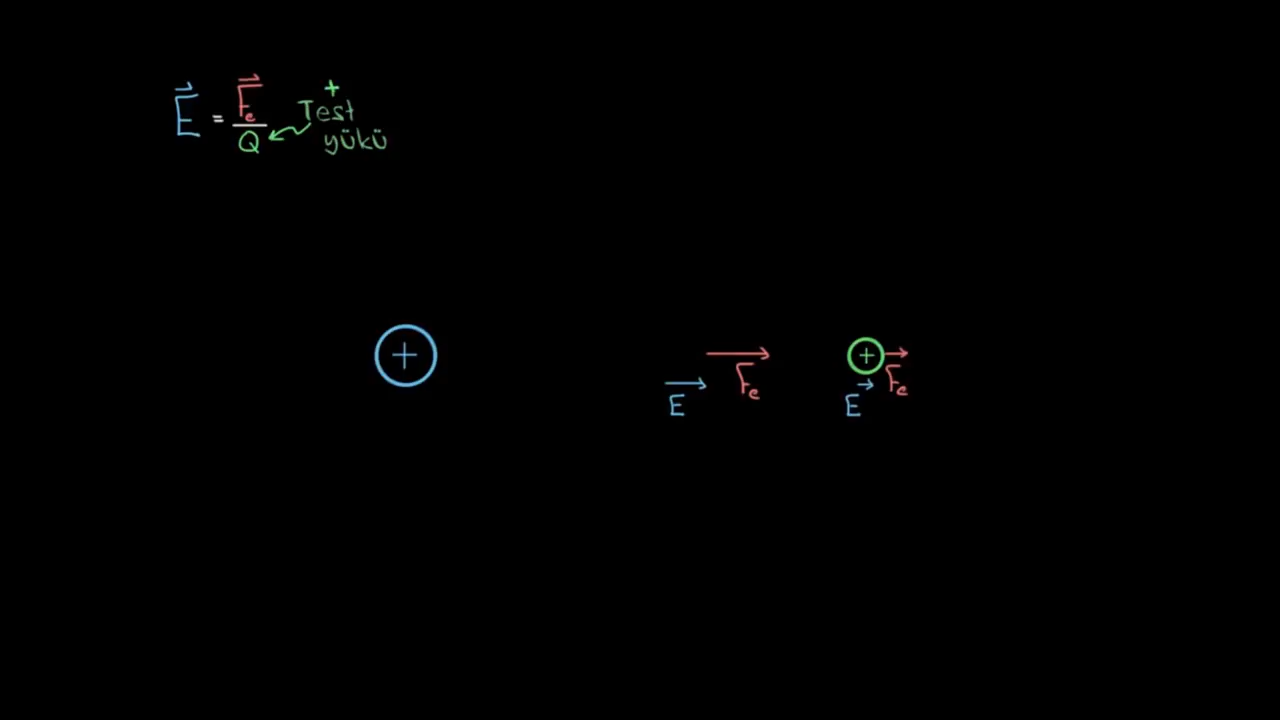 E = Fe / Q
+
Test
yükü
+
Fe
E
+
Fe
E